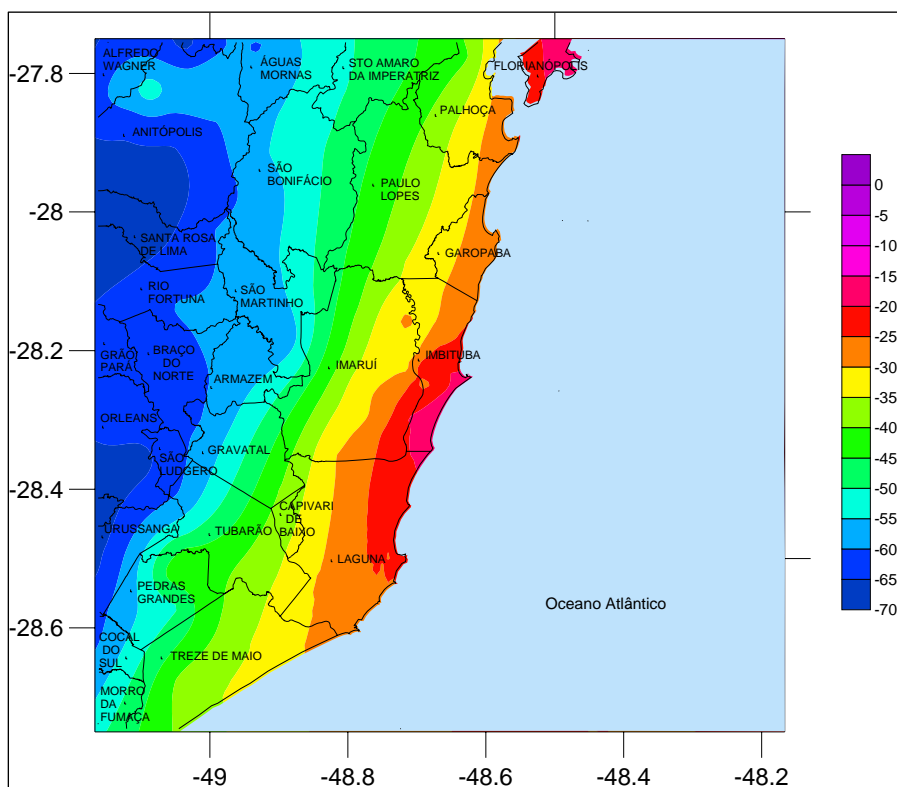 ALFREDO
WAGNER
ÁGUAS
MORNAS
STO AMARO
DA IMPERATRIZ
FLORIANÓPOLIS
-27.8
PALHOÇA
ANITÓPOLIS
SÃO
BONIFÁCIO
PAULO
LOPES
-28
SANTA ROSA
DE LIMA
GAROPABA
RIO
FORTUNA
SÃO
MARTINHO
-28.2
GRÃO
PARÁ
BRAÇO
DO
NORTE
ARMAZEM
IMARUÍ
IMBITUBA
ORLEANS
GRAVATAL
SÃO
LUDGERO
-28.4
URUSSANGA
TUBARÃO
CAPIVARI
DE
BAIXO
LAGUNA
PEDRAS
GRANDES
Oceano Atlântico
-28.6
COCAL
DO
SUL
TREZE DE MAIO
MORRO
DA
FUMAÇA
-49
-48.8
-48.6
-48.4
-48.2
0
-5
-10
-15
-20
-25
-30
-35
-40
-45
-50
-55
-60
-65
-70